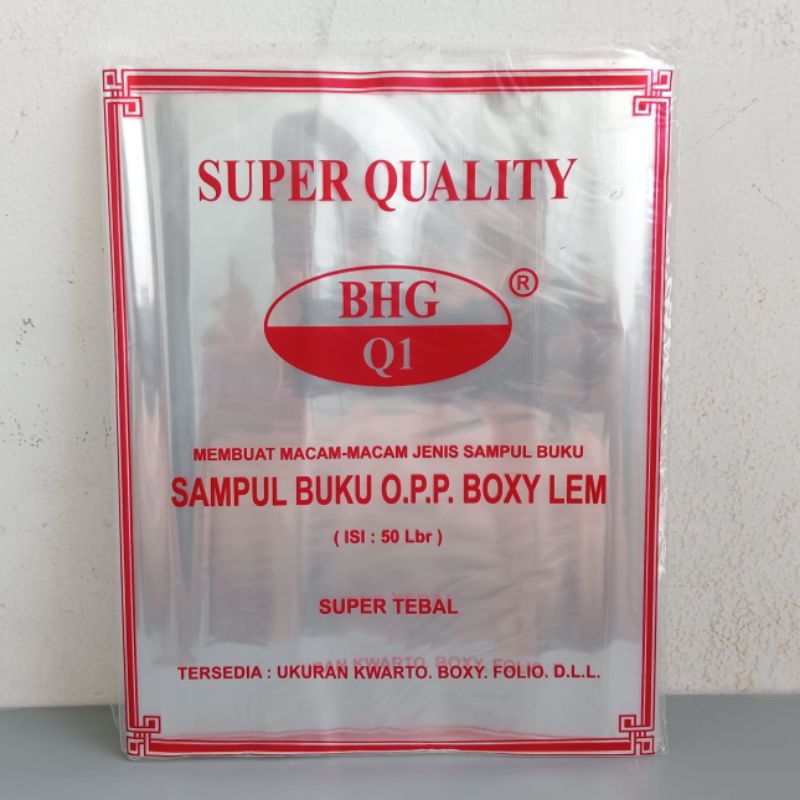 SUPER QUALITY
BHG
®
Q1
MEMBUAT MACAM-MACAM JENIS SAMPUL BUKU
SAMPUL BUKU O.P.P. BOXY LEM
( ISI : 50 Lbr )
SUPER TEBAL
TERSEDIA : UKURAN KWARTO. BOXY. FOLIO. D.L.L.